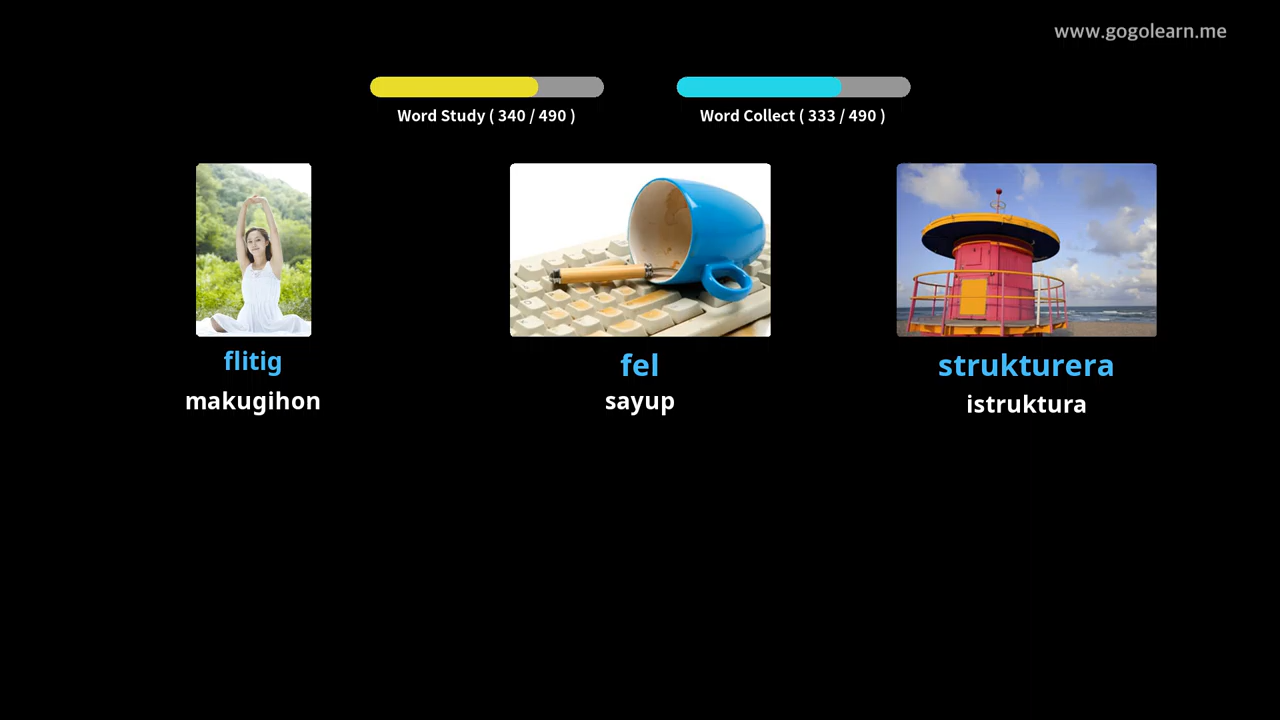 www.gogolearn.me
Word Study ( 340 / 490 )
Word Collect ( 333 / 490 )
flitig
makugihon
fel
sayup
strukturera
istruktura